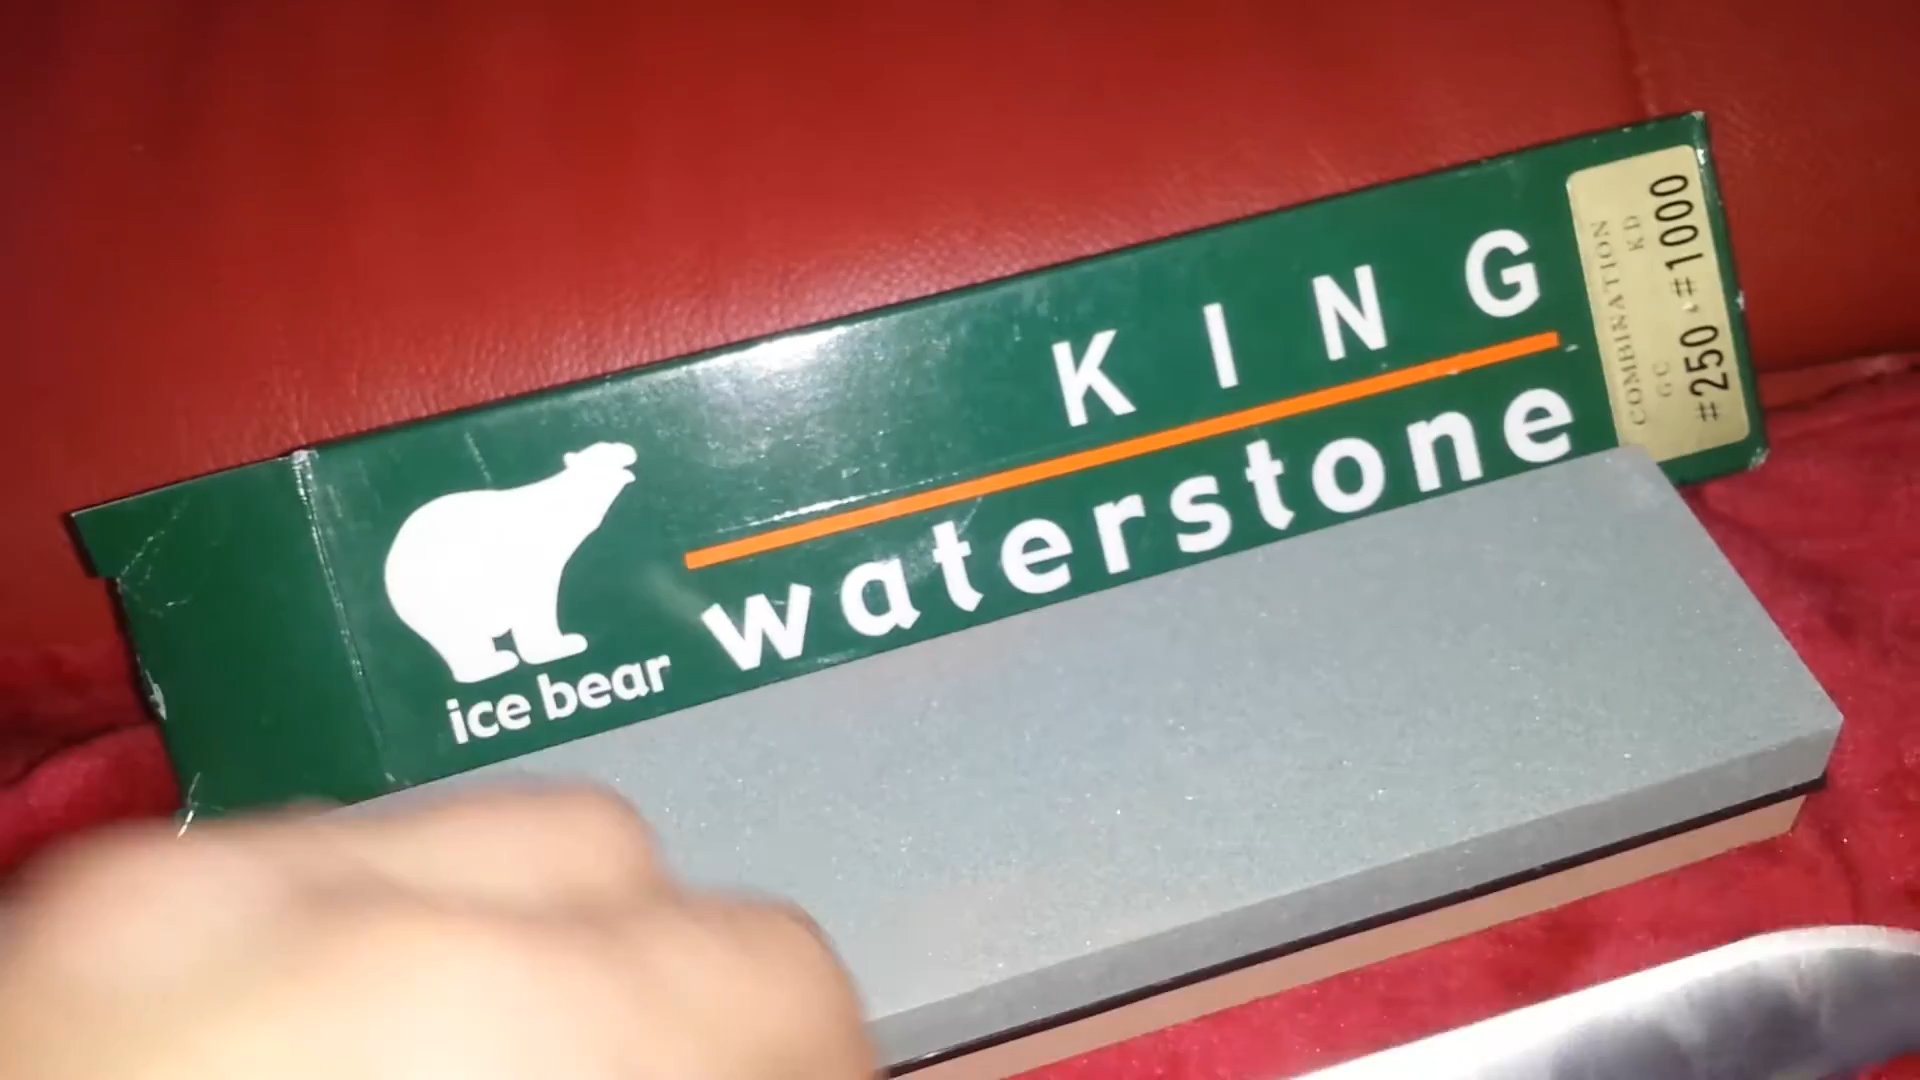 KING
waterstone
ice bear
COMBINATION
GC KD
#250・#1000